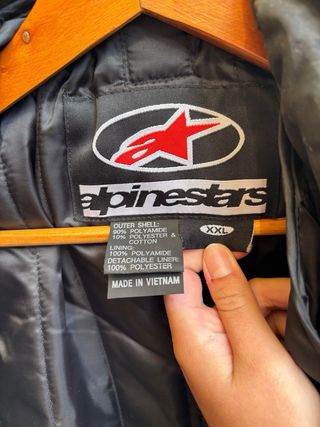 alpinestars
XXL
OUTER SHELL:
90% POLYAMIDE
10% POLYESTER &
COTTON
LINING:
100% POLYAMIDE
DETACHABLE LINER:
100% POLYESTER
MADE IN VIETNAM